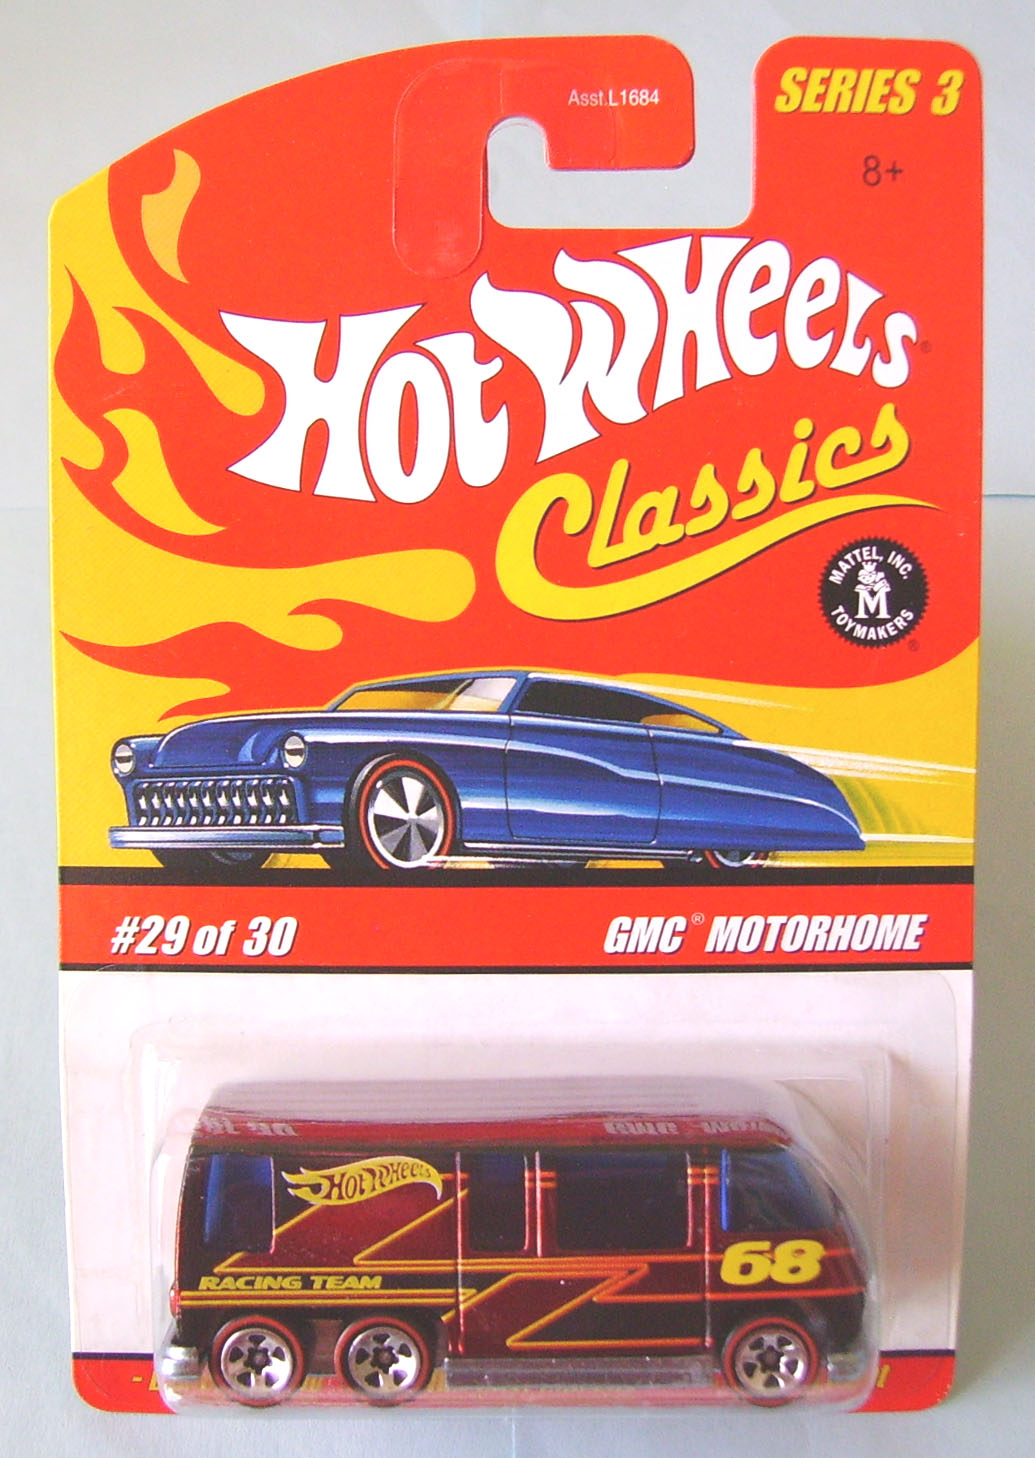 Asst.L1684
SERIES 3
8+
Hot Wheels®
Classics
MATTEL, INC.
M
TOYMAKERS®
#29 of 30
GMC® MOTORHOME
Hot Wheels
68
RACING TEAM